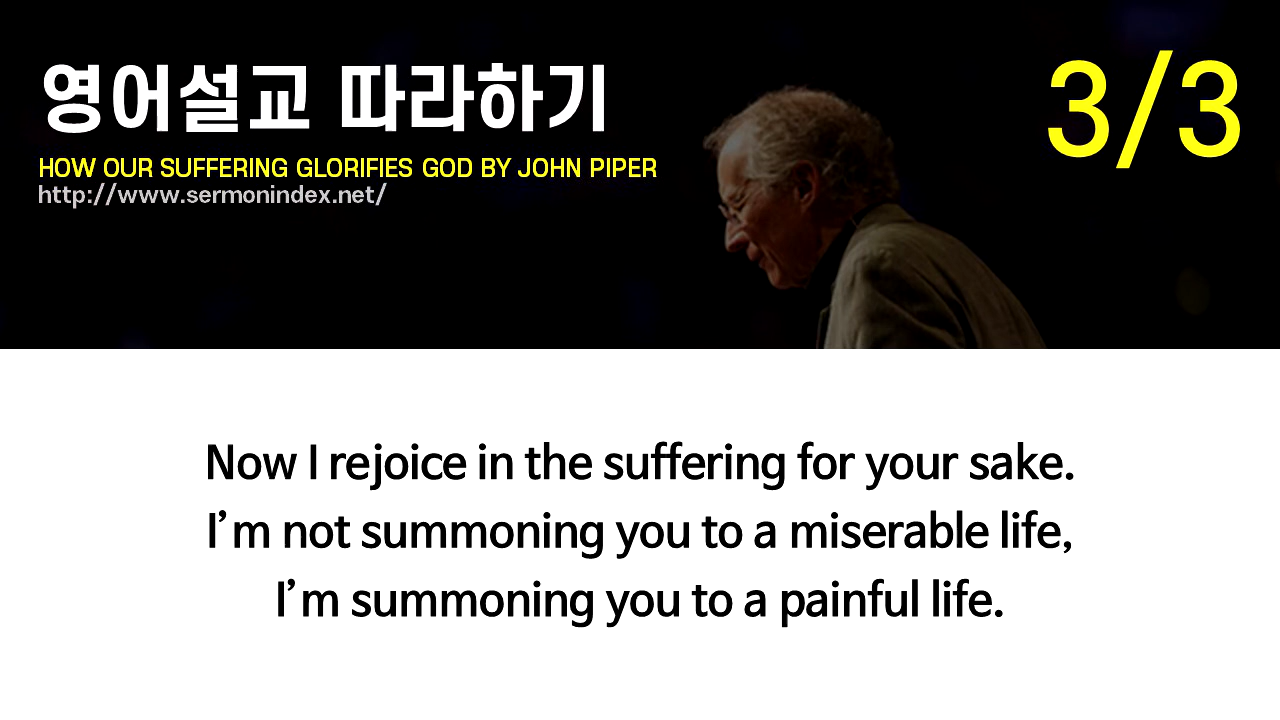 영어설교 따라하기
3/3
HOW OUR SUFFERING GLORIFIES GOD BY JOHN PIPER
http://www.sermonindex.net/
Now I rejoice in the suffering for your sake.
I’m not summoning you to a miserable life,
I’m summoning you to a painful life.